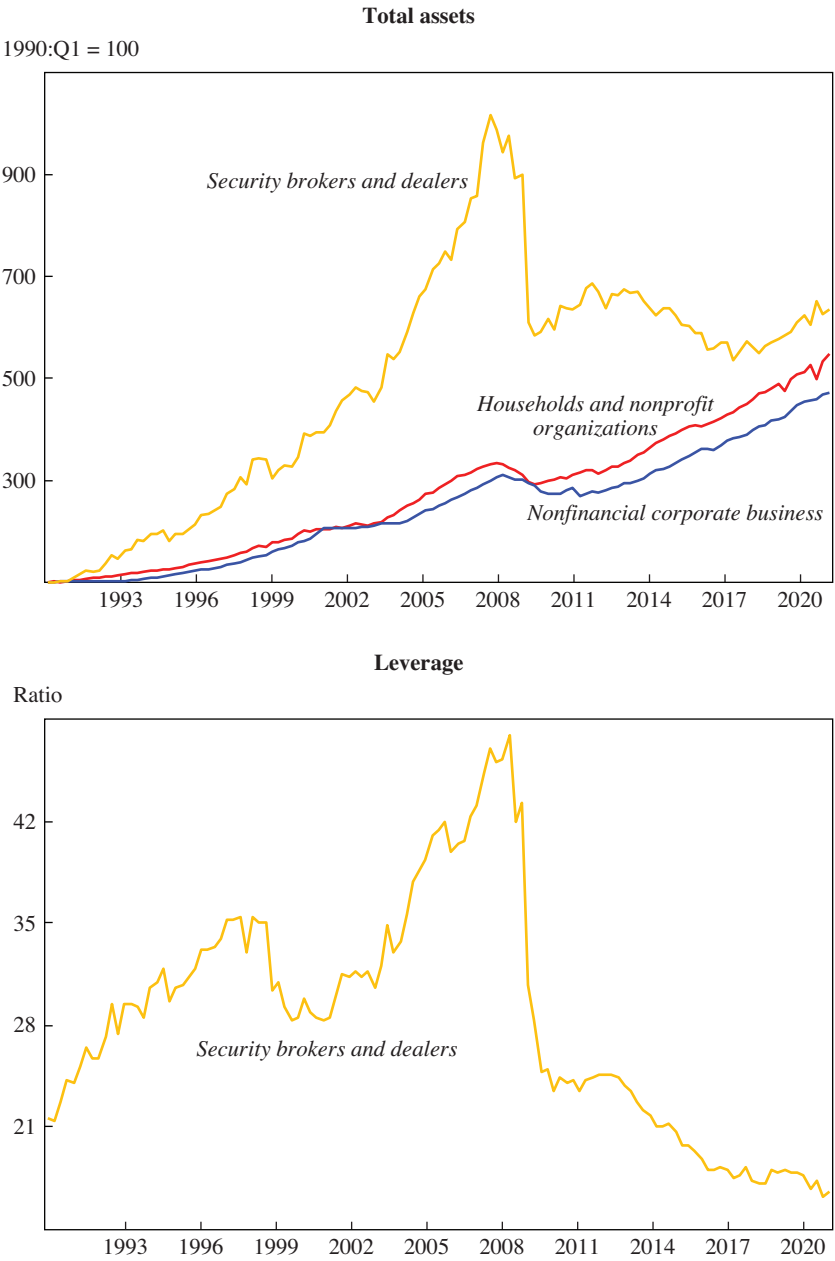 Total assets
1990:Q1 = 100
900
Security brokers and dealers
700
500
Households and nonprofit
organizations
300
Nonfinancial corporate business
1993 1996 1999 2002 2005 2008 2011 2014 2017 2020
Leverage
Ratio
42
35
28
Security brokers and dealers
21
1993 1996 1999 2002 2005 2008 2011 2014 2017 2020